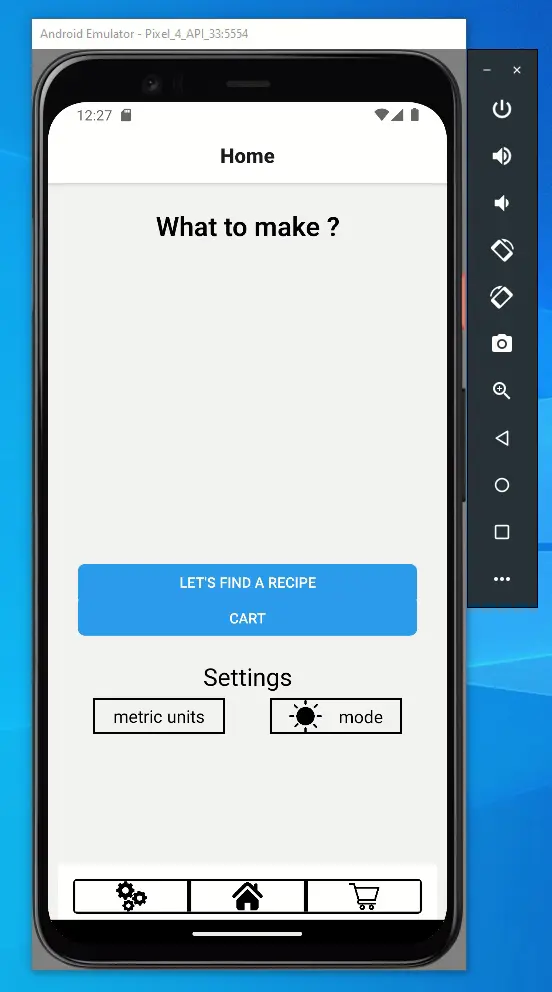 Android Emulator - Pixel_4_API_33:5554
12:27
Home
What to make ?
LET'S FIND A RECIPE
CART
Settings
metric units
mode